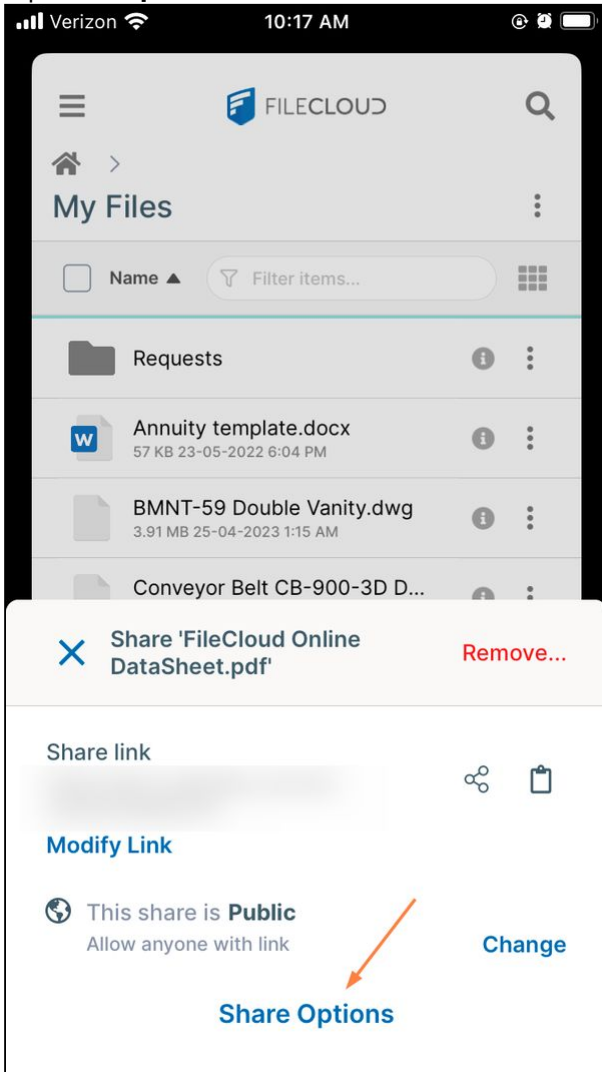 Verizon 10:17 AM
FILECLOUD
My Files
Name ▲ Filter items...
Requests
Annuity template.docx
57 KB 23-05-2022 6:04 PM
BMNT-59 Double Vanity.dwg
3.91 MB 25-04-2023 1:15 AM
Conveyor Belt CB-900-3D D...
Share 'FileCloud Online
DataSheet.pdf'
Remove...
Share link
Modify Link
This share is Public
Allow anyone with link
Change
Share Options